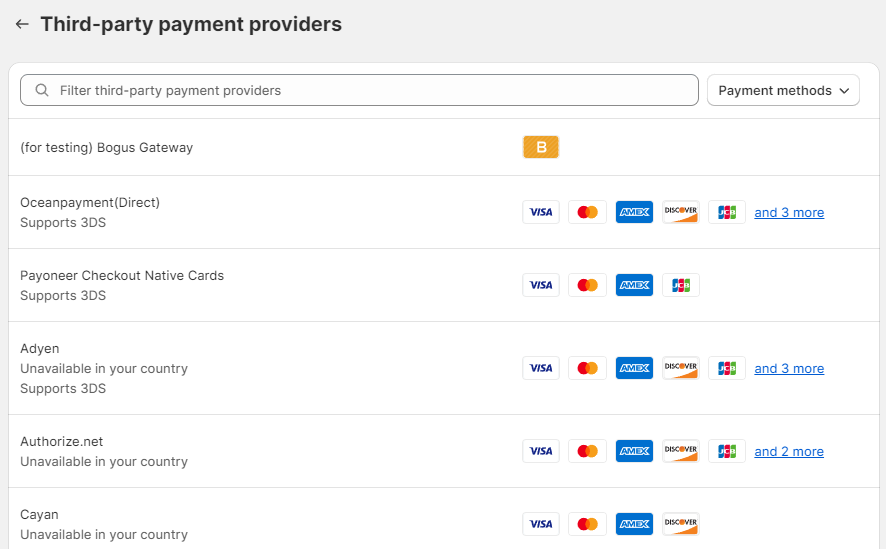 Third-party payment providers
Filter third-party payment providers
Payment methods
(for testing) Bogus Gateway
B
Oceanpayment(Direct)
Supports 3DS
VISA AMEX DISCOVER JCB and 3 more
Payoneer Checkout Native Cards
Supports 3DS
VISA AMEX JCB
Adyen
Unavailable in your country
Supports 3DS
VISA AMEX DISCOVER JCB and 3 more
Authorize.net
Unavailable in your country
VISA AMEX DISCOVER JCB and 2 more
Cayan
Unavailable in your country
VISA AMEX DISCOVER